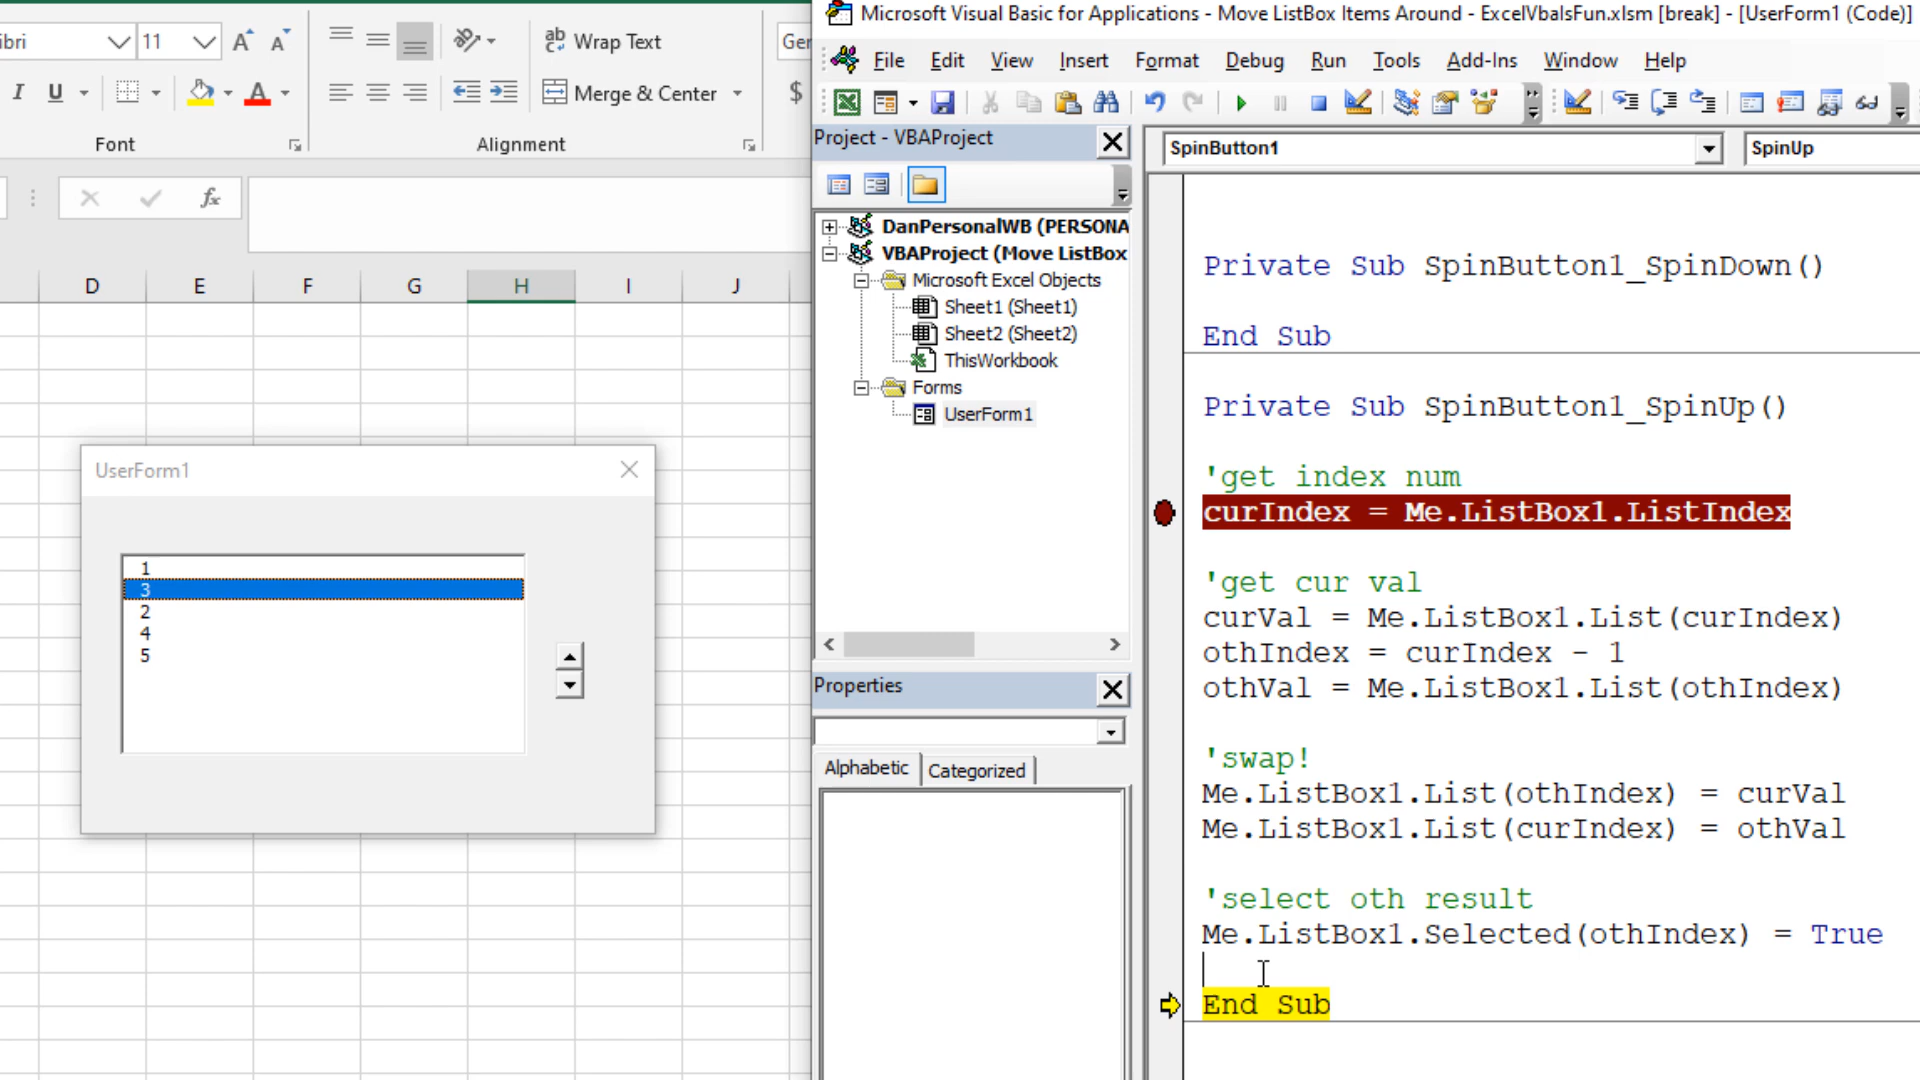 ibri
11
A
A
ab
Wrap Text
Ger
I
U
A
Merge & Center
$
Font
Alignment
fx
D
E
F
G
H
I
J
UserForm1
1
3
2
4
5
Microsoft Visual Basic for Applications - Move ListBox Items Around - ExcelVbaIsFun.xlsm [break] - [UserForm1 (Code)]
File
Edit
View
Insert
Format
Debug
Run
Tools
Add-Ins
Window
Help
Project - VBAProject
DanPersonalWB (PERSONA
VBAProject (Move ListBox
Microsoft Excel Objects
Sheet1 (Sheet1)
Sheet2 (Sheet2)
ThisWorkbook
Forms
UserForm1
Properties
Alphabetic
Categorized
SpinButton1
SpinUp
Private Sub SpinButton1_SpinDown()
End Sub
Private Sub SpinButton1_SpinUp()
'get index num
curIndex = Me.ListBox1.ListIndex
'get cur val
curVal = Me.ListBox1.List(curIndex)
othIndex = curIndex - 1
othVal = Me.ListBox1.List(othIndex)
'swap!
Me.ListBox1.List(othIndex) = curVal
Me.ListBox1.List(curIndex) = othVal
'select oth result
Me.ListBox1.Selected(othIndex) = True
End Sub